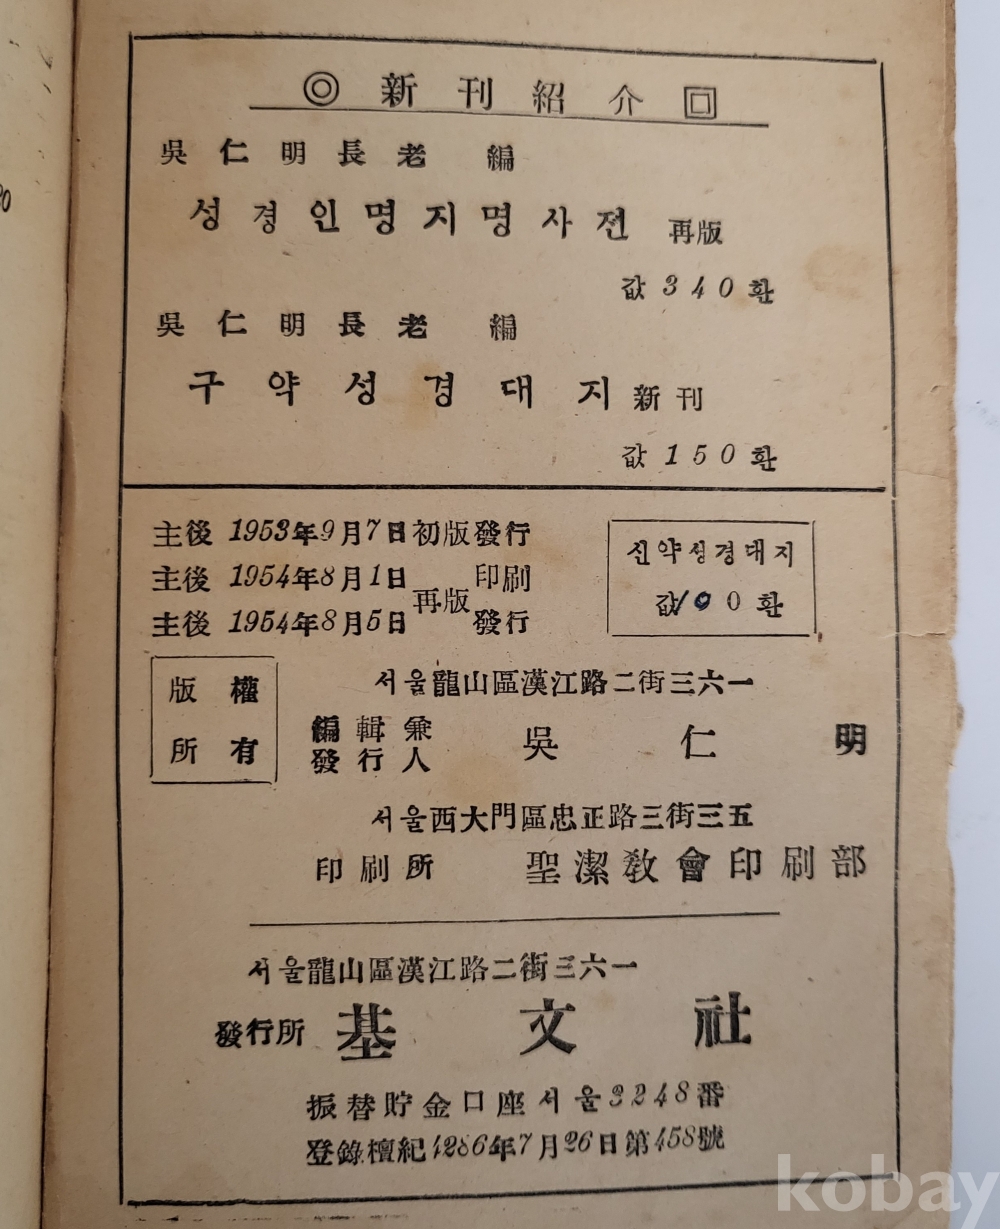 ◎ 新刊紹介 回
吳仁明長老 編
성경인명지명사전 再版
값 340환
吳仁明長老 編
구약성경대지 新刊
값 150환
主後 1953年9月7日 初版 發行
主後 1954年8月1日 再版 印刷
主後 1954年8月5日 發行
신약성경대지
값 100환
版權
所有
서울龍山區漢江路二街三六一
編輯兼
發行人 吳仁明
서울西大門區忠正路三街三五
印刷所 聖潔敎會印刷部
서울龍山區漢江路二街三六一
發行所 基文社
振替貯金口座서울3248番
登錄檀紀4286年7月26日第458號
kobay